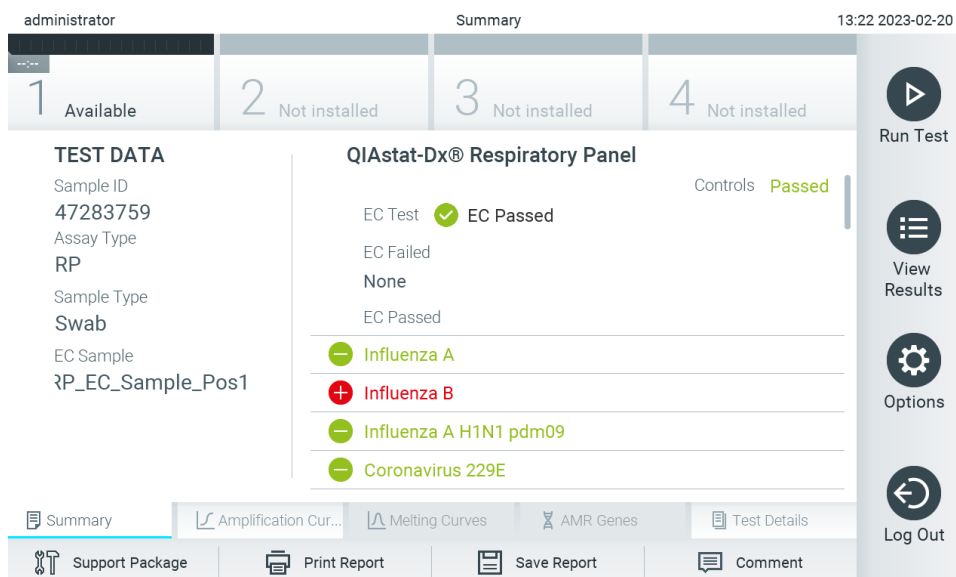 administrator Summary 13:22 2023-02-20
--:--
1 Available 2 Not installed 3 Not installed 4 Not installed
Run Test
TEST DATA
Sample ID
47283759
Assay Type
RP
Sample Type
Swab
EC Sample
RP_EC_Sample_Pos1
QIAstat-Dx® Respiratory Panel
Controls Passed
EC Test EC Passed
EC Failed
None
EC Passed
Influenza A
Influenza B
Influenza A H1N1 pdm09
Coronavirus 229E
View
Results
Options
Log Out
Summary Amplification Cur... Melting Curves AMR Genes Test Details
Support Package Print Report Save Report Comment